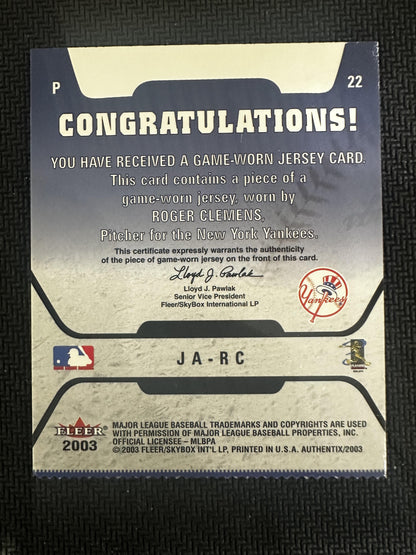 P 22
CONGRATULATIONS!
YOU HAVE RECEIVED A GAME-WORN JERSEY CARD.
This card contains a piece of a
game-worn jersey, worn by
ROGER CLEMENS,
Pitcher for the New York Yankees.
This certificate expressly warrants the authenticity
of the piece of game-worn jersey on the front of this card.
Lloyd J. Pawlak
Lloyd J. Pawlak
Senior Vice President
Fleer/SkyBox International LP
Yankees
JA-RC
FLEER
2003
MAJOR LEAGUE BASEBALL TRADEMARKS AND COPYRIGHTS ARE USED
WITH PERMISSION OF MAJOR LEAGUE BASEBALL PROPERTIES, INC.
OFFICIAL LICENSEE – MLBPA
©2003 FLEER/SKYBOX INT'L LP, PRINTED IN U.S.A. AUTHENTIX/2003